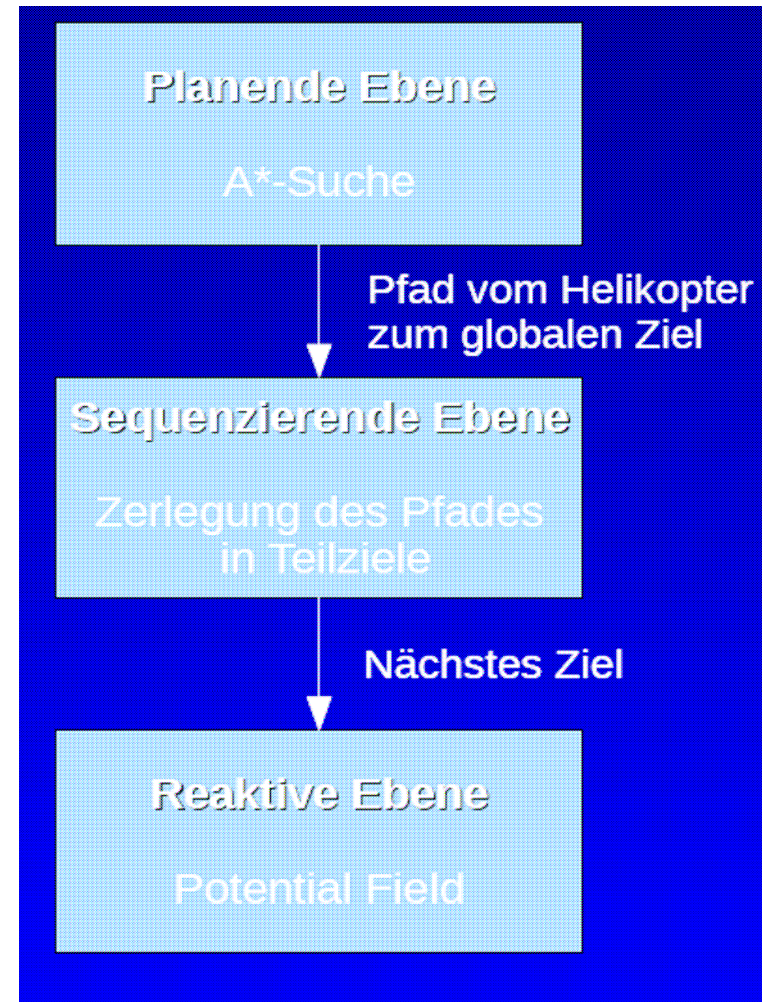 Planende Ebene
A*-Suche
Pfad vom Helikopter
zum globalen Ziel
Sequenzierende Ebene
Zerlegung des Pfades
in Teilziele
Nächstes Ziel
Reaktive Ebene
Potential Field